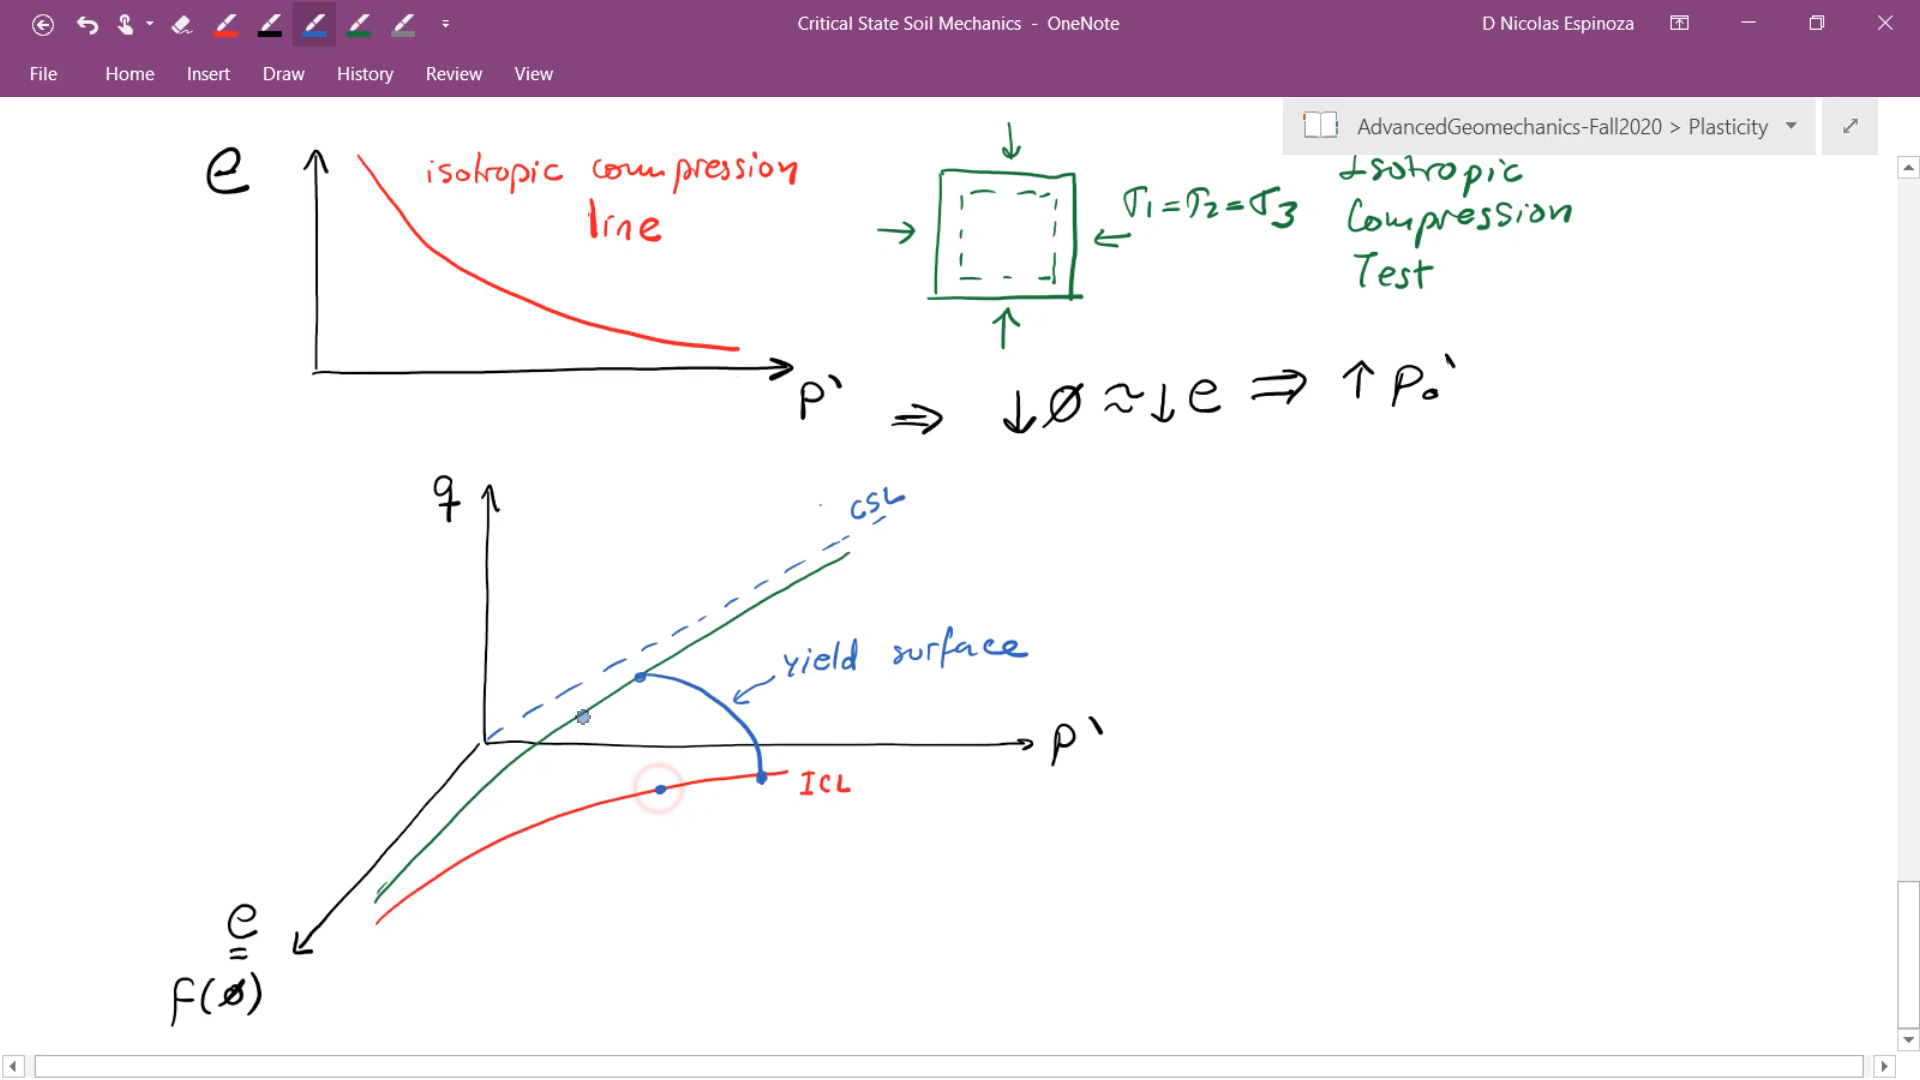 Critical State Soil Mechanics - OneNote
D Nicolas Espinoza
File Home Insert Draw History Review View
AdvancedGeomechanics-Fall2020 > Plasticity
e
isotropic compression
line
p'
σ1 = σ2 = σ3
Isotropic
Compression
Test
⇒ ↓ø ≈ ↓e ⇒ ↑ Po'
q
CSL
yield surface
p'
ICL
e
=
f(ø)